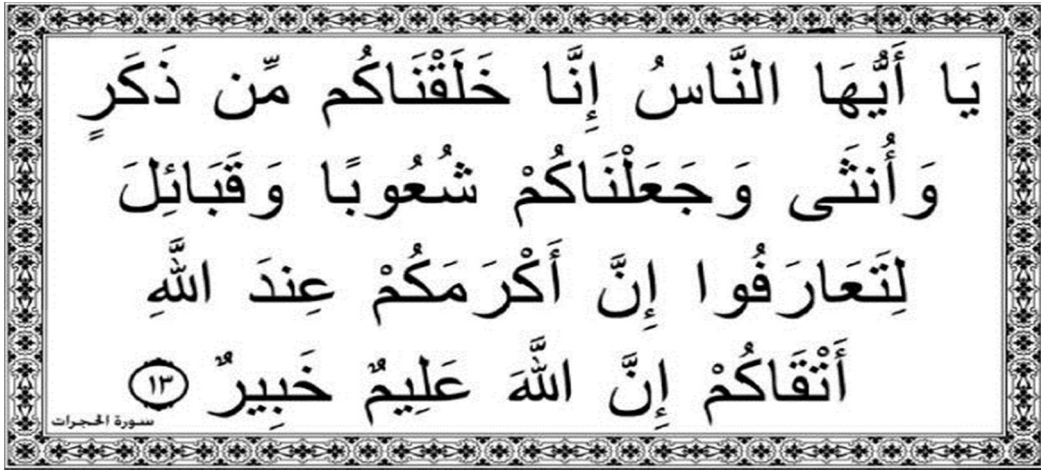 يَا أَيُّهَا النَّاسُ إِنَّا خَلَقْنَاكُم مِّن ذَكَرٍ
وَأُنثَى وَجَعَلْنَاكُمْ شُعُوبًا وَقَبَائِلَ
لِتَعَارَفُوا إِنَّ أَكْرَمَكُمْ عِندَ اللَّهِ
أَتْقَاكُمْ إِنَّ اللَّهَ عَلِيمٌ خَبِيرٌ ١٣
سورة الحجرات